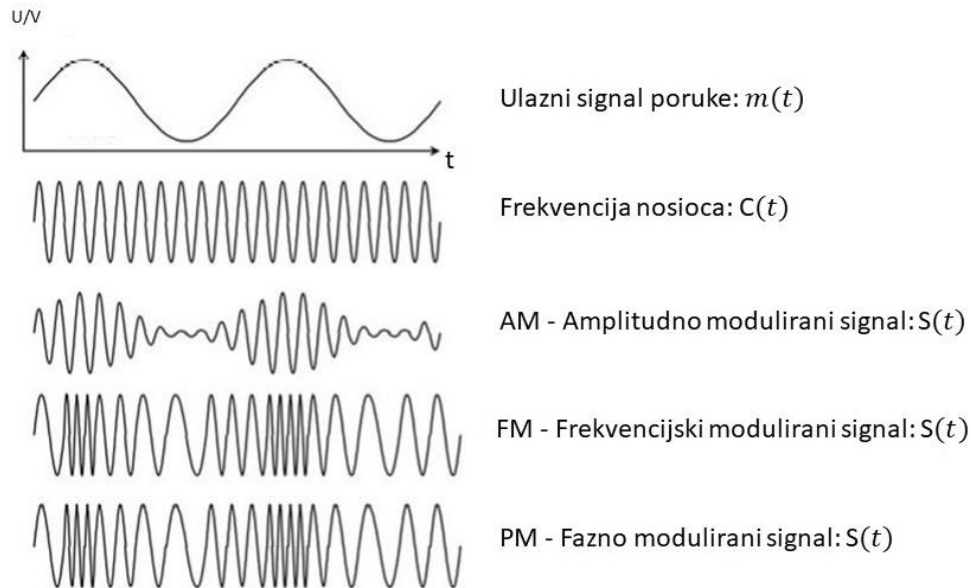 U/V
Ulazni signal poruke: m(t)
t
Frekvencija nosioca: C(t)
AM - Amplitudno modulirani signal: S(t)
FM - Frekvencijski modulirani signal: S(t)
PM - Fazno modulirani signal: S(t)